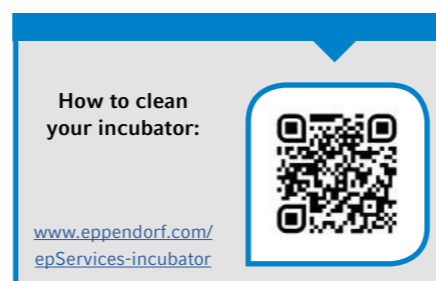 How to clean
your incubator:
www.eppendorf.com/
epServices-incubator